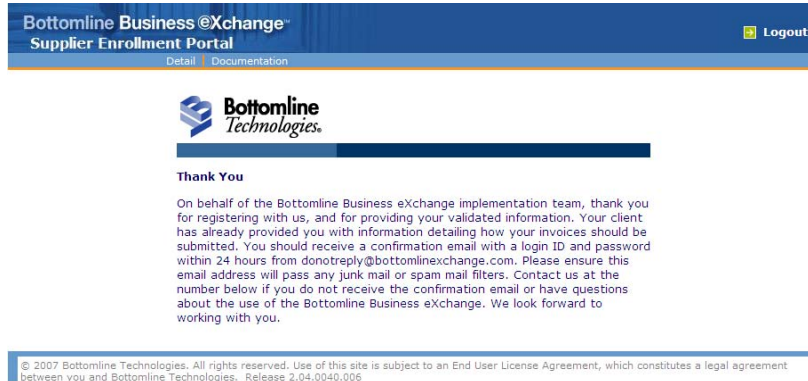 Bottomline Business eXchange™
Supplier Enrollment Portal
Logout
Detail | Documentation
Bottomline
Technologies®
Thank You
On behalf of the Bottomline Business eXchange implementation team, thank you
for registering with us, and for providing your validated information. Your client
has already provided you with information detailing how your invoices should be
submitted. You should receive a confirmation email with a login ID and password
within 24 hours from donotreply@bottomlinexchange.com. Please ensure this
email address will pass any junk mail or spam mail filters. Contact us at the
number below if you do not receive the confirmation email or have questions
about the use of the Bottomline Business eXchange. We look forward to
working with you.
© 2007 Bottomline Technologies. All rights reserved. Use of this site is subject to an End User License Agreement, which constitutes a legal agreement
between you and Bottomline Technologies. Release 2.04.0040.006